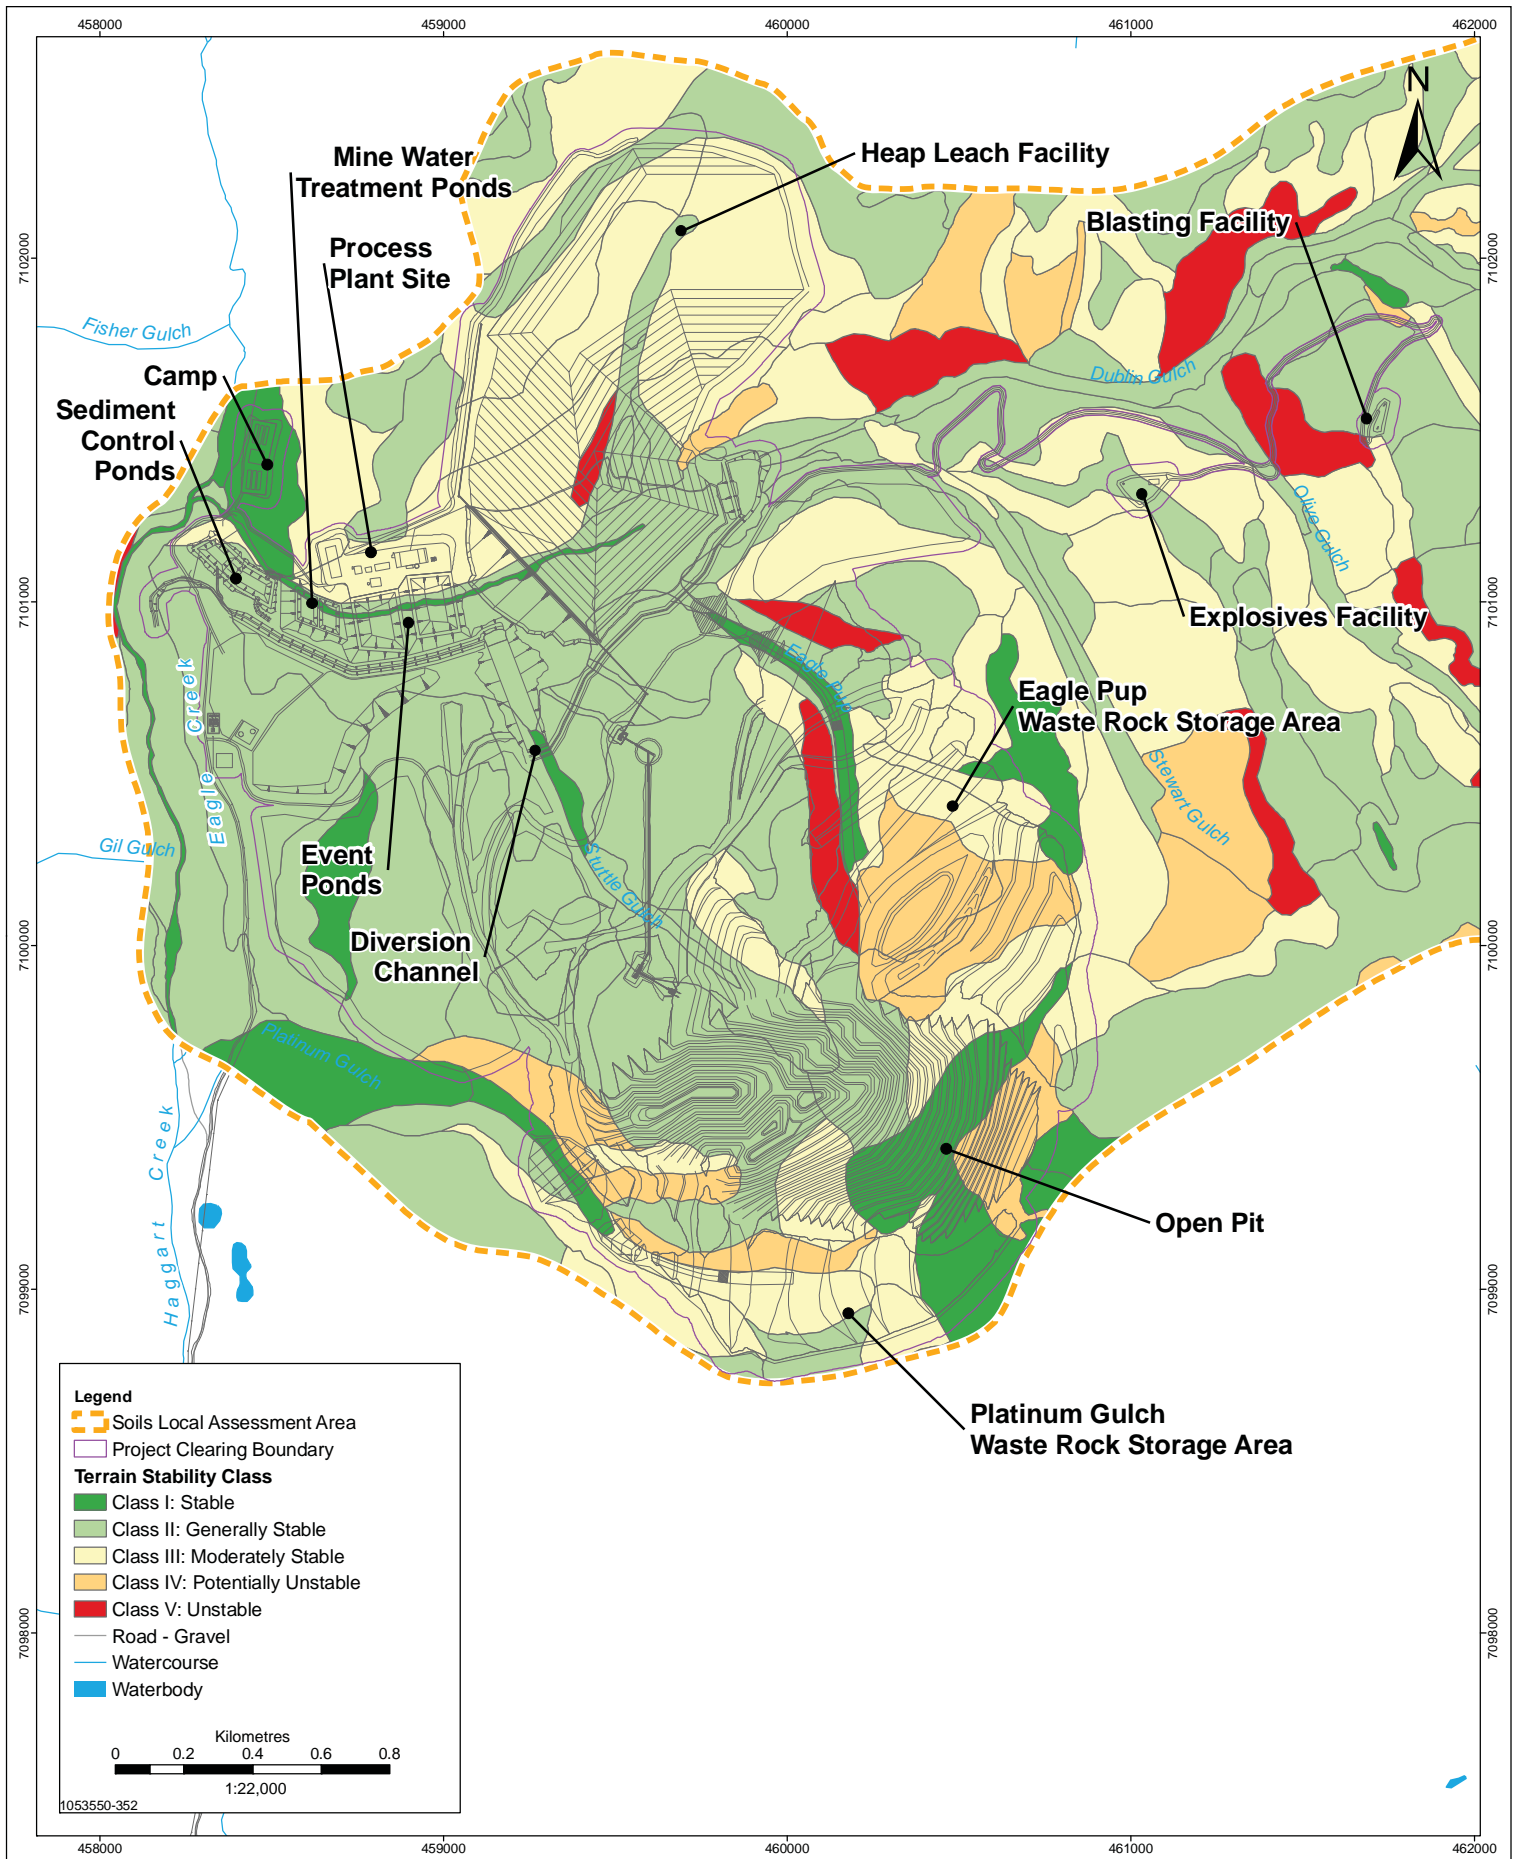 458000
459000
460000
461000
462000
N
Mine Water
Treatment Ponds
Heap Leach Facility
Process
Plant Site
Blasting Facility
7102000
7102000
Fisher Gulch
Dublin Gulch
Camp
Sediment
Control
Ponds
Olive Gulch
7101000
7101000
Explosives Facility
Eagle Pup
Eagle Pup
Waste Rock Storage Area
Eagle Creek
Stewart Gulch
Gil Gulch
Event
Ponds
Stuttle Gulch
Diversion
Channel
7100000
7100000
Platinum Gulch
Haggart Creek
Open Pit
7099000
7099000
Platinum Gulch
Waste Rock Storage Area
Legend
Soils Local Assessment Area
Project Clearing Boundary
Terrain Stability Class
Class I: Stable
Class II: Generally Stable
Class III: Moderately Stable
Class IV: Potentially Unstable
Class V: Unstable
Road - Gravel
Watercourse
Waterbody
7098000
7098000
Kilometres
0 0.2 0.4 0.6 0.8
1:22,000
1053550-352
458000
459000
460000
461000
462000